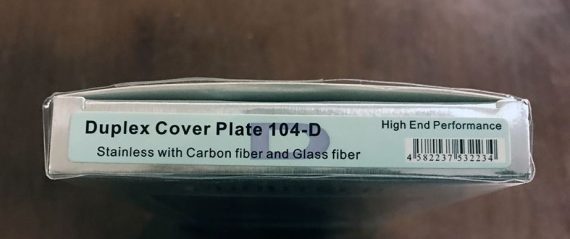 Duplex Cover Plate 104-D
High End Performance
Stainless with Carbon fiber and Glass fiber
4 582237 532234